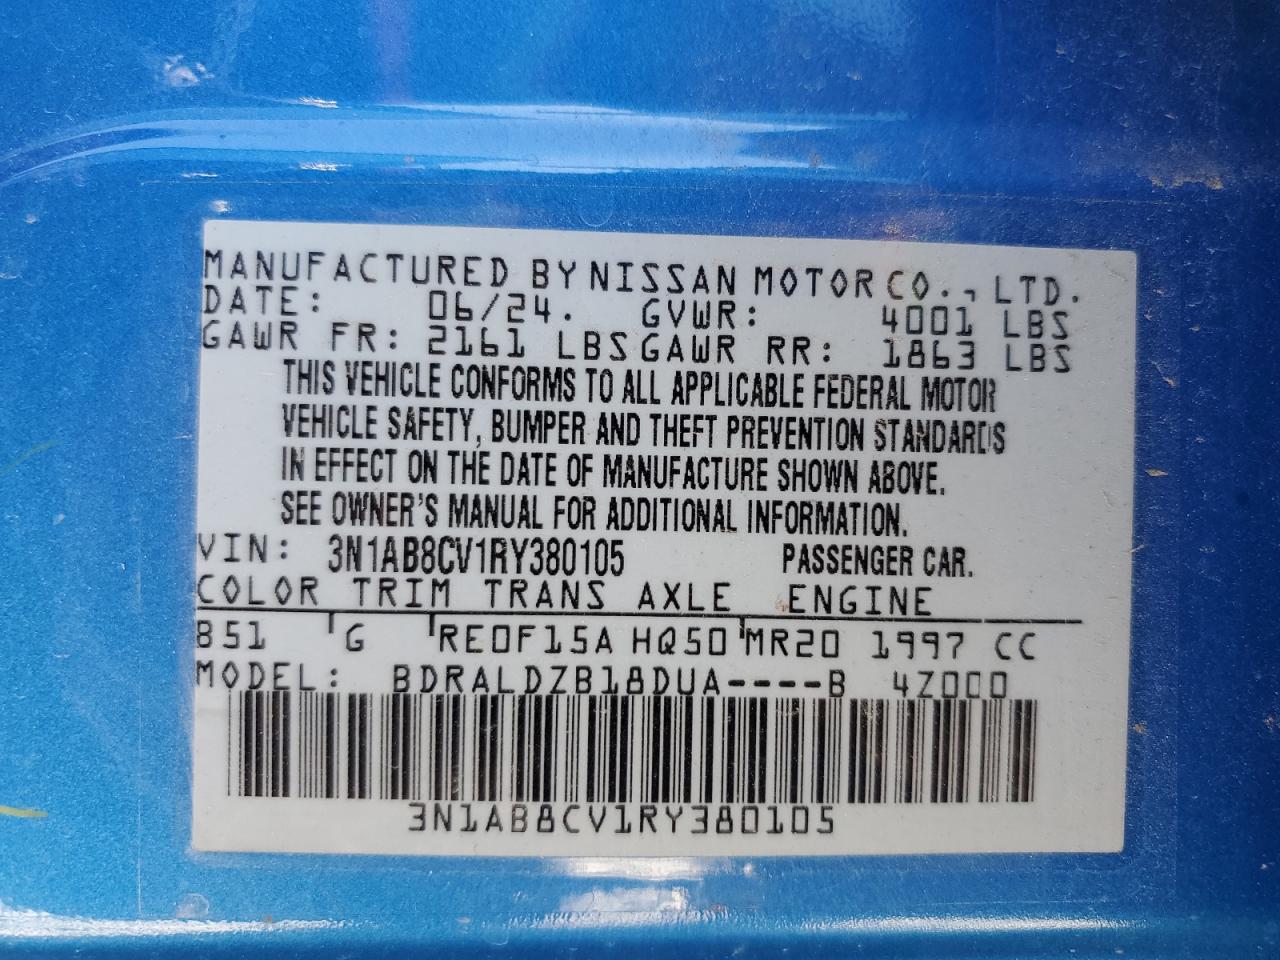 MANUFACTURED BY NISSAN MOTOR CO., LTD.
DATE: 06/24. GVWR: 4001 LBS
GAWR FR: 2161 LBS GAWR RR: 1863 LBS
THIS VEHICLE CONFORMS TO ALL APPLICABLE FEDERAL MOTOR
VEHICLE SAFETY, BUMPER AND THEFT PREVENTION STANDARDS
IN EFFECT ON THE DATE OF MANUFACTURE SHOWN ABOVE.
SEE OWNER'S MANUAL FOR ADDITIONAL INFORMATION.
VIN: 3N1AB8CV1RY380105 PASSENGER CAR.
COLOR TRIM TRANS AXLE ENGINE
851 G RE0F15A HQ50 MR20 1997 CC
MODEL: BDRALDZB18DUA----B 4Z000
3N1AB8CV1RY380105